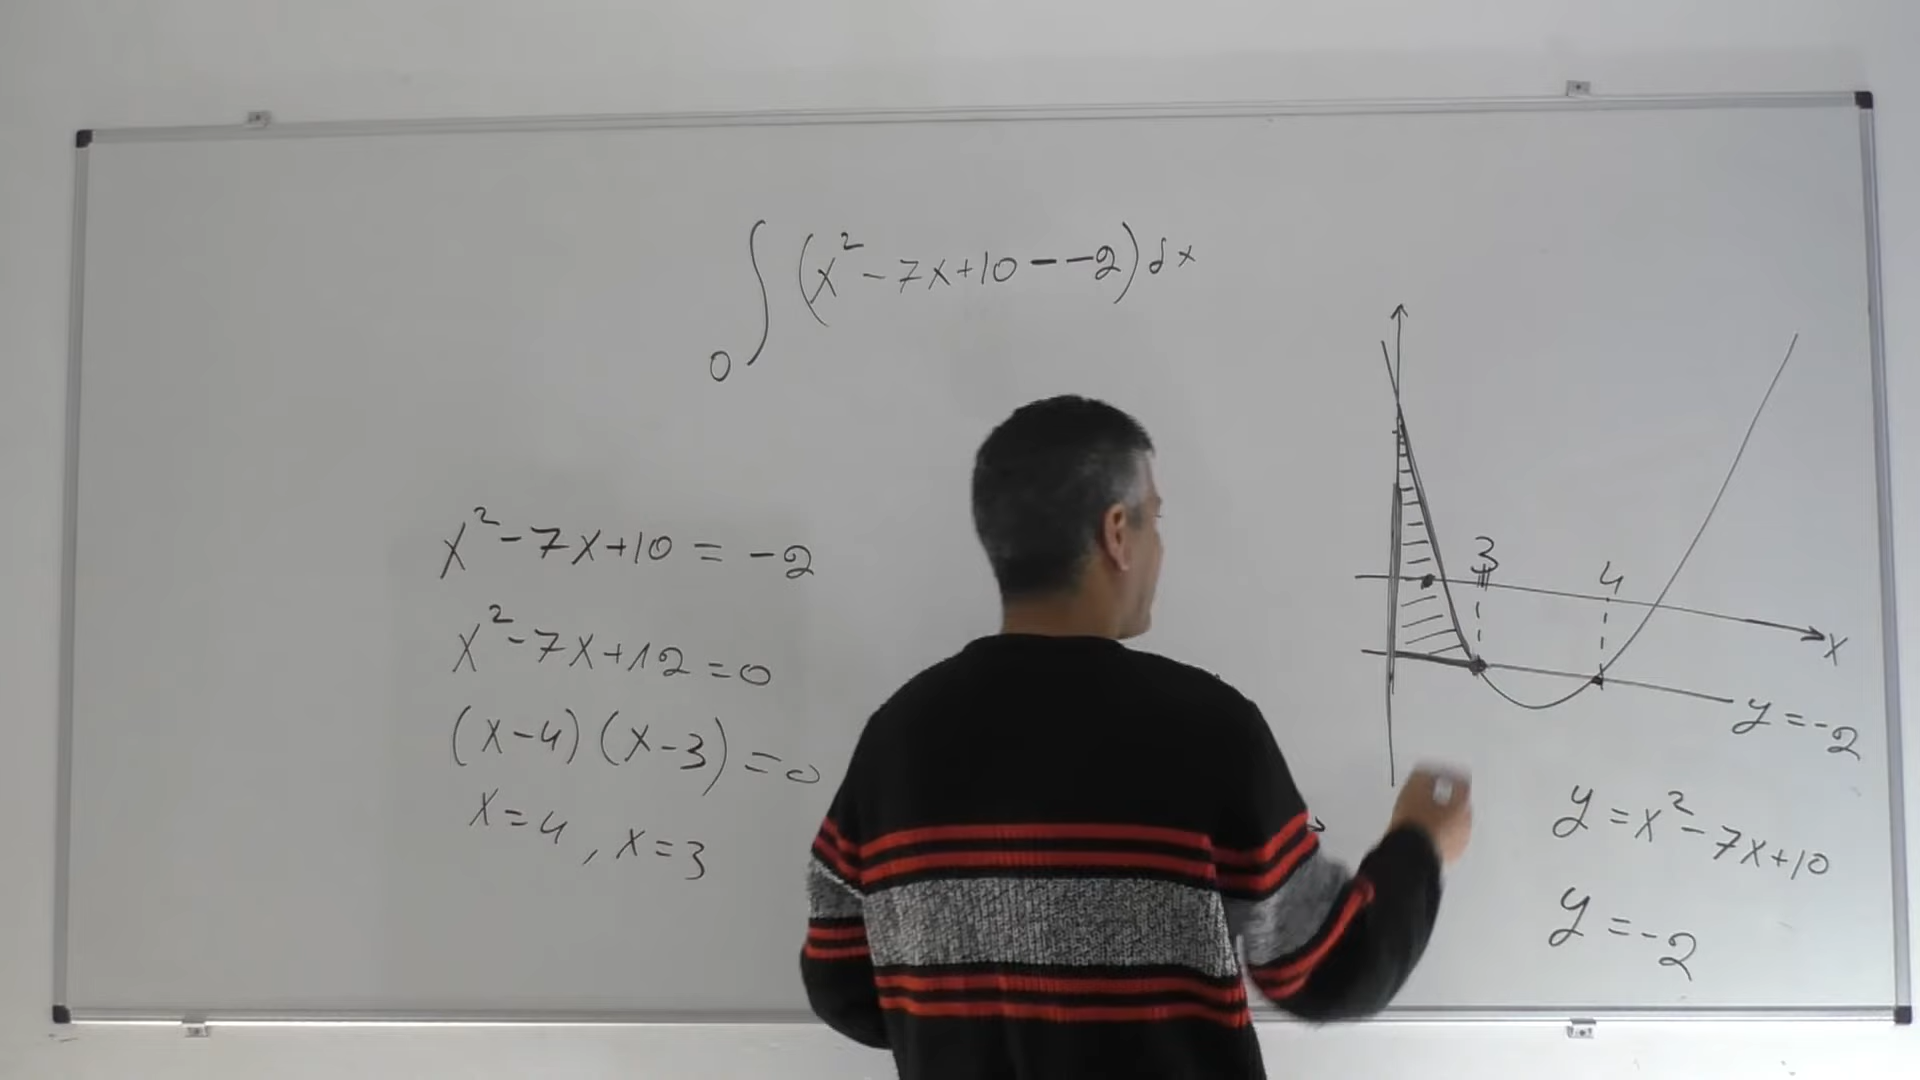 ∫ (x² - 7x + 10 - -2) dx
0
x² - 7x + 10 = -2
x² - 7x + 12 = 0
(x - 4) (x - 3) = 0
x = 4 , x = 3
3
4
x
y = -2
y = x² - 7x + 10
y = -2